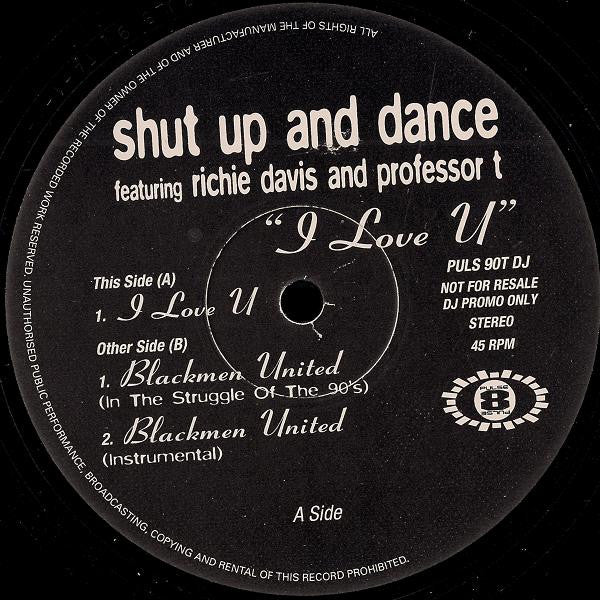 ALL RIGHTS OF THE MANUFACTURER AND OF THE OWNER OF THE RECORDED WORK RESERVED. UNAUTHORISED PUBLIC PERFORMANCE, BROADCASTING, COPYING AND RENTAL OF THIS RECORD PROHIBITED.
shut up and dance
featuring richie davis and professor t
“I Love U”
This Side (A)
1. I Love U
Other Side (B)
1. Blackmen United
(In The Struggle Of The 90's)
2. Blackmen United
(Instrumental)
PULS 90T DJ
NOT FOR RESALE
DJ PROMO ONLY
STEREO
45 RPM
PULSE
8
PULSE
A Side